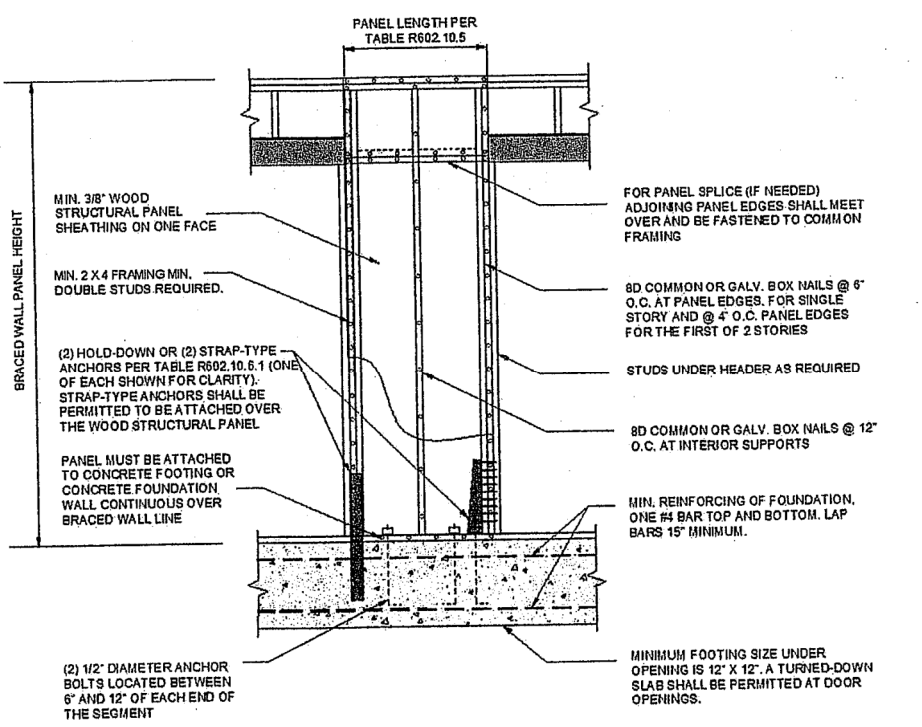 PANEL LENGTH PER
TABLE R602.10.5
BRACED WALL PANEL HEIGHT
MIN. 3/8" WOOD
STRUCTURAL PANEL
SHEATHING ON ONE FACE
MIN. 2 X 4 FRAMING MIN.
DOUBLE STUDS REQUIRED.
(2) HOLD-DOWN OR (2) STRAP-TYPE
ANCHORS PER TABLE R602.10.6.1 (ONE
OF EACH SHOWN FOR CLARITY).
STRAP-TYPE ANCHORS SHALL BE
PERMITTED TO BE ATTACHED OVER
THE WOOD STRUCTURAL PANEL
PANEL MUST BE ATTACHED
TO CONCRETE FOOTING OR
CONCRETE FOUNDATION
WALL CONTINUOUS OVER
BRACED WALL LINE
(2) 1/2" DIAMETER ANCHOR
BOLTS LOCATED BETWEEN
6" AND 12" OF EACH END OF
THE SEGMENT
FOR PANEL SPLICE (IF NEEDED)
ADJOINING PANEL EDGES SHALL MEET
OVER AND BE FASTENED TO COMMON
FRAMING
8D COMMON OR GALV. BOX NAILS @ 6"
O.C. AT PANEL EDGES. FOR SINGLE
STORY AND @ 4" O.C. PANEL EDGES
FOR THE FIRST OF 2 STORIES
STUDS UNDER HEADER AS REQUIRED
8D COMMON OR GALV. BOX NAILS @ 12"
O.C. AT INTERIOR SUPPORTS
MIN. REINFORCING OF FOUNDATION,
ONE #4 BAR TOP AND BOTTOM. LAP
BARS 15" MINIMUM.
MINIMUM FOOTING SIZE UNDER
OPENING IS 12" X 12". A TURNED-DOWN
SLAB SHALL BE PERMITTED AT DOOR
OPENINGS.